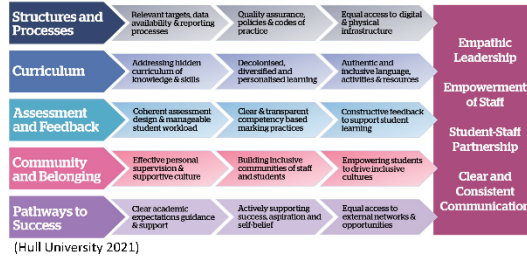 Structures and
Processes
Relevant targets, data
availability & reporting
processes
Quality assurance,
policies & codes of
practice
Equal access to digital
& physical
infrastructure
Curriculum
Addressing hidden
curriculum of
knowledge & skills
Decolonised,
diversified and
personalised learning
Authentic and
inclusive language,
activities & resources
Assessment
and Feedback
Coherent assessment
design & manageable
student workload
Clear & transparent
competency based
marking practices
Constructive feedback
to support student
learning
Community
and Belonging
Effective personal
supervision &
supportive culture
Building inclusive
communities of staff
and students
Empowering students
to drive inclusive
cultures
Pathways to
Success
Clear academic
expectations guidance
& support
Actively supporting
success, aspiration and
self-belief
Equal access to
external networks &
opportunities
Empathic
Leadership
Empowerment
of Staff
Student-Staff
Partnership
Clear and
Consistent
Communication
(Hull University 2021)